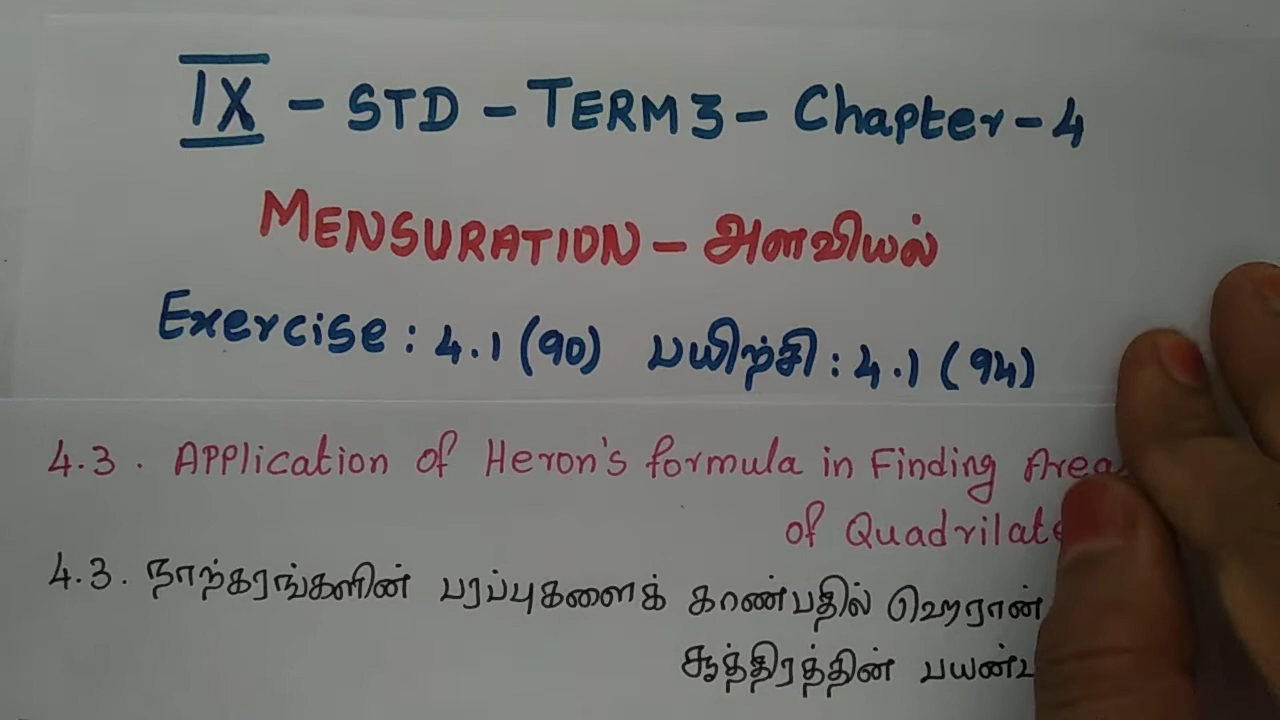 IX - STD - TERM 3 - Chapter - 4
MENSURATION - அளவியல்
Exercise : 4.1 (90) பயிற்சி : 4.1 (94)
4.3. Application of Heron's formula in Finding Area
of
4.3. நாற்கரங்களின் பரப்புகளைக் காண்பதில் ஹெரான்
சூத்திரத்தின்